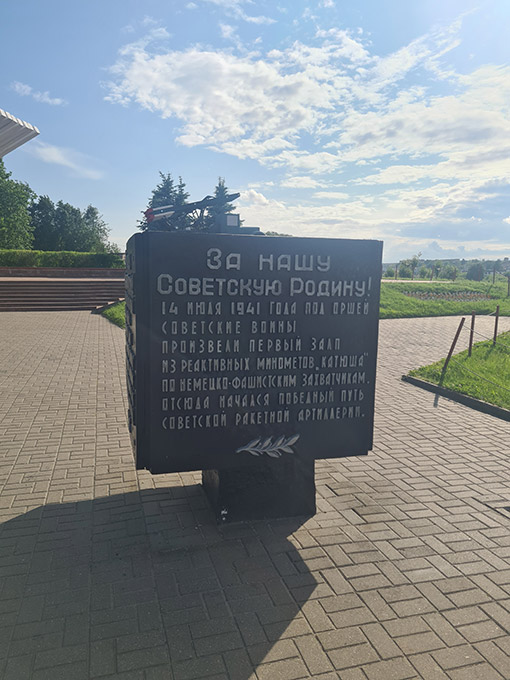 За нашу
Советскую Родину!
14 июля 1941 года под Оршей
советские воины
произвели первый залп
из реактивных минометов „Катюша”
по немецко-фашистским захватчикам.
Отсюда начался победный путь
советской ракетной артиллерии.